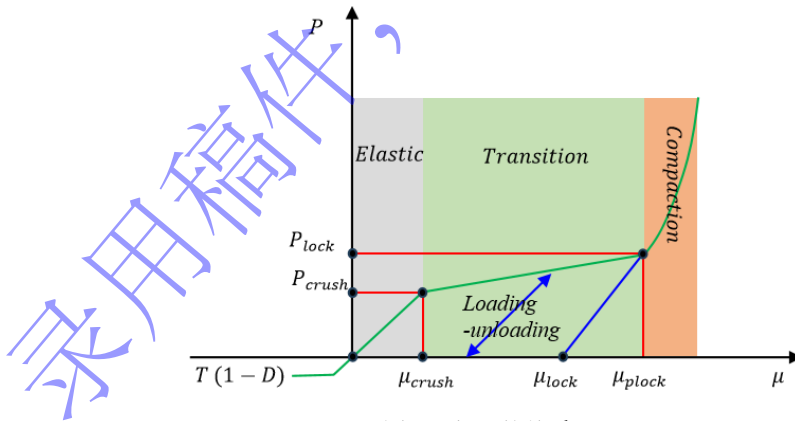 P
Elastic
Transition
Compaction
P_lock
P_crush
Loading
-unloading
T (1 − D)
μ_crush
μ_lock
μ_plock
μ
录用稿件，